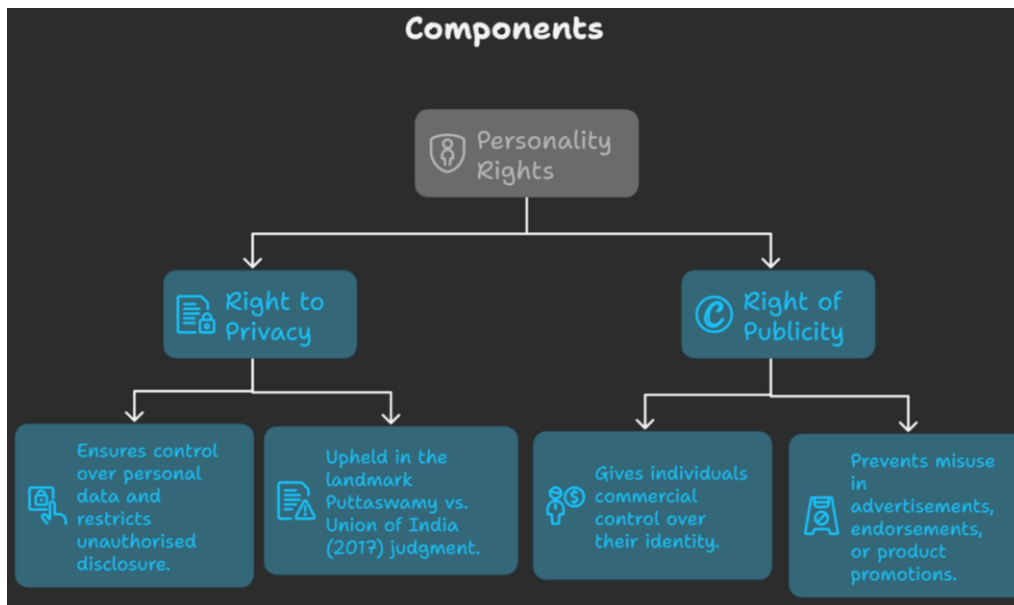 Components
Personality
Rights
Right to
Privacy
Right of
Publicity
Ensures control
over personal
data and
restricts
unauthorised
disclosure.
Upheld in the
landmark
Puttaswamy vs.
Union of India
(2017) judgment.
Gives individuals
commercial
control over
their identity.
Prevents misuse
in
advertisements,
endorsements,
or product
promotions.